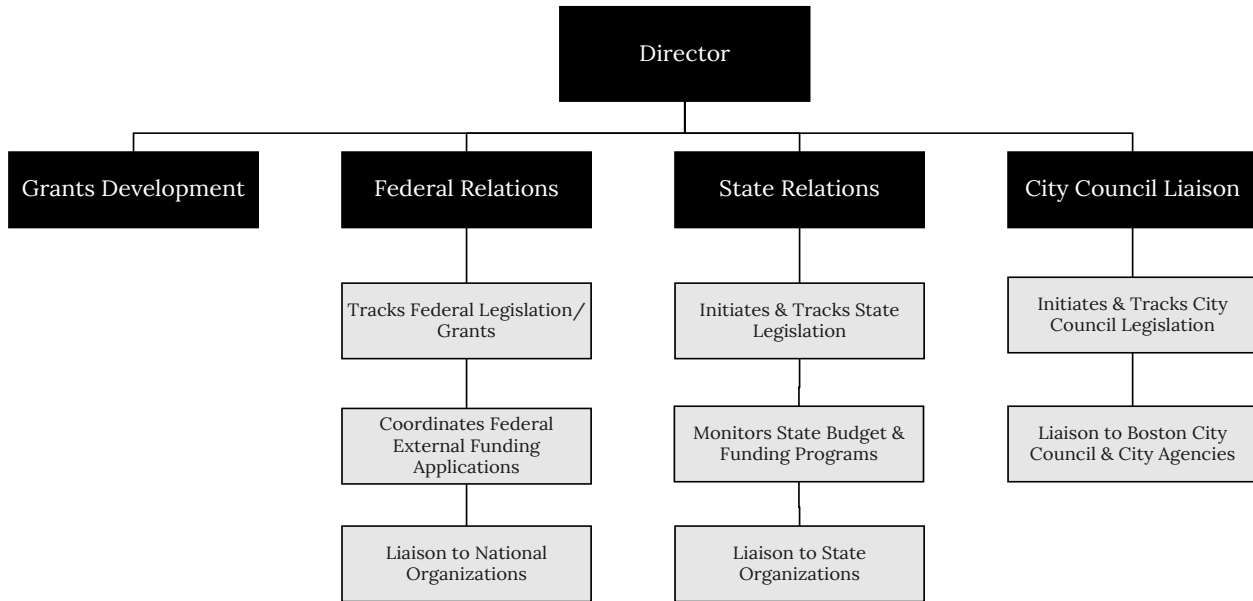 Director
Grants Development
Federal Relations
State Relations
City Council Liaison
Tracks Federal Legislation/
Grants
Initiates & Tracks State
Legislation
Initiates & Tracks City
Council Legislation
Coordinates Federal
External Funding
Applications
Monitors State Budget &
Funding Programs
Liaison to Boston City
Council & City Agencies
Liaison to National
Organizations
Liaison to State
Organizations